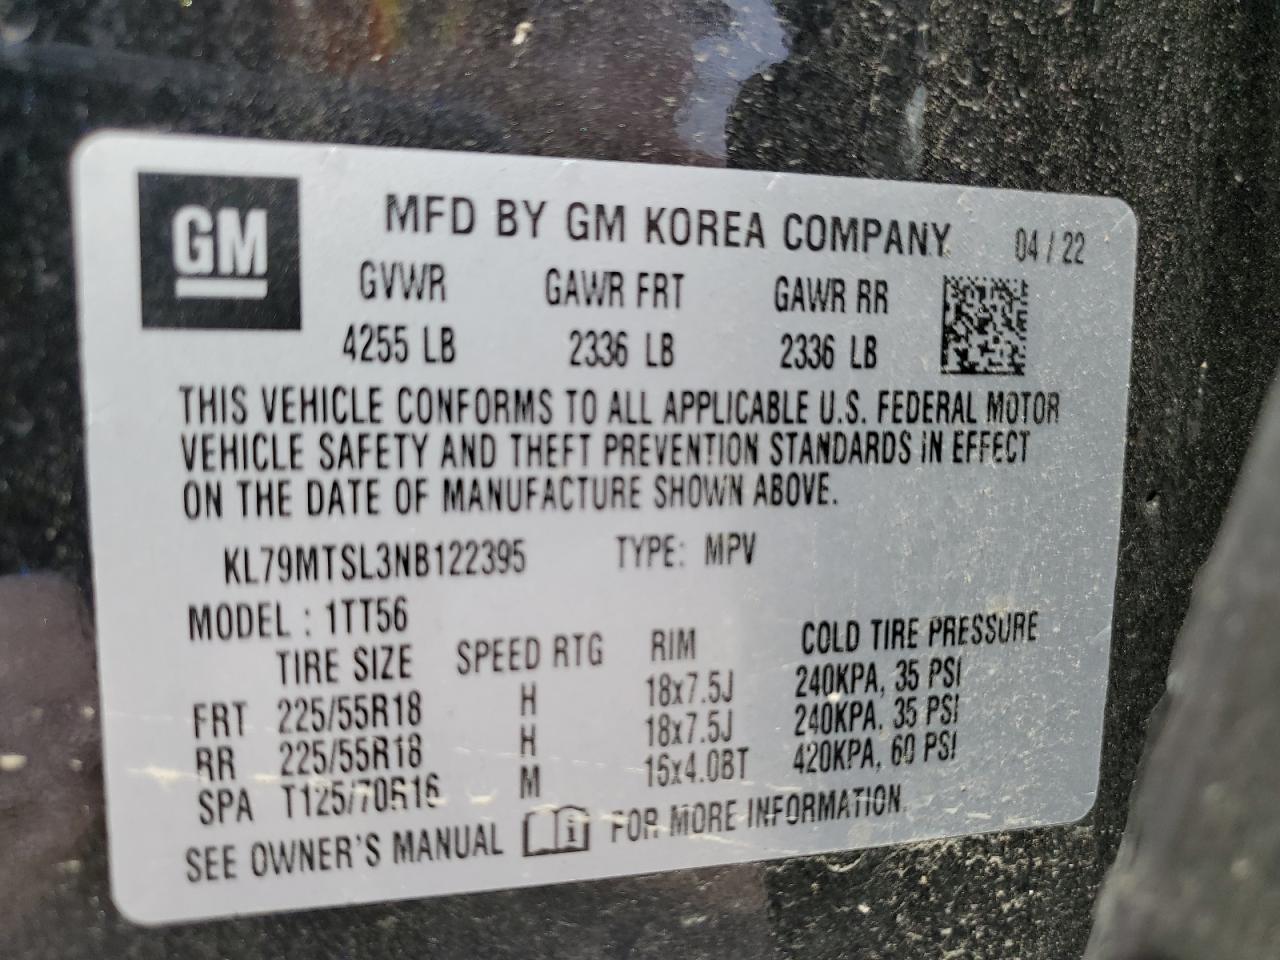 GM
MFD BY GM KOREA COMPANY 04/22
GVWR GAWR FRT GAWR RR
4255 LB 2336 LB 2336 LB
THIS VEHICLE CONFORMS TO ALL APPLICABLE U.S. FEDERAL MOTOR
VEHICLE SAFETY AND THEFT PREVENTION STANDARDS IN EFFECT
ON THE DATE OF MANUFACTURE SHOWN ABOVE.
KL79MTSL3NB122395 TYPE: MPV
MODEL : 1TT56
TIRE SIZE SPEED RTG RIM COLD TIRE PRESSURE
FRT 225/55R18 H 18x7.5J 240KPA, 35 PSI
RR 225/55R18 H 18x7.5J 240KPA, 35 PSI
SPA T125/70R16 M 420KPA, 60 PSI
SEE OWNER'S MANUAL FOR MORE INFORMATION.